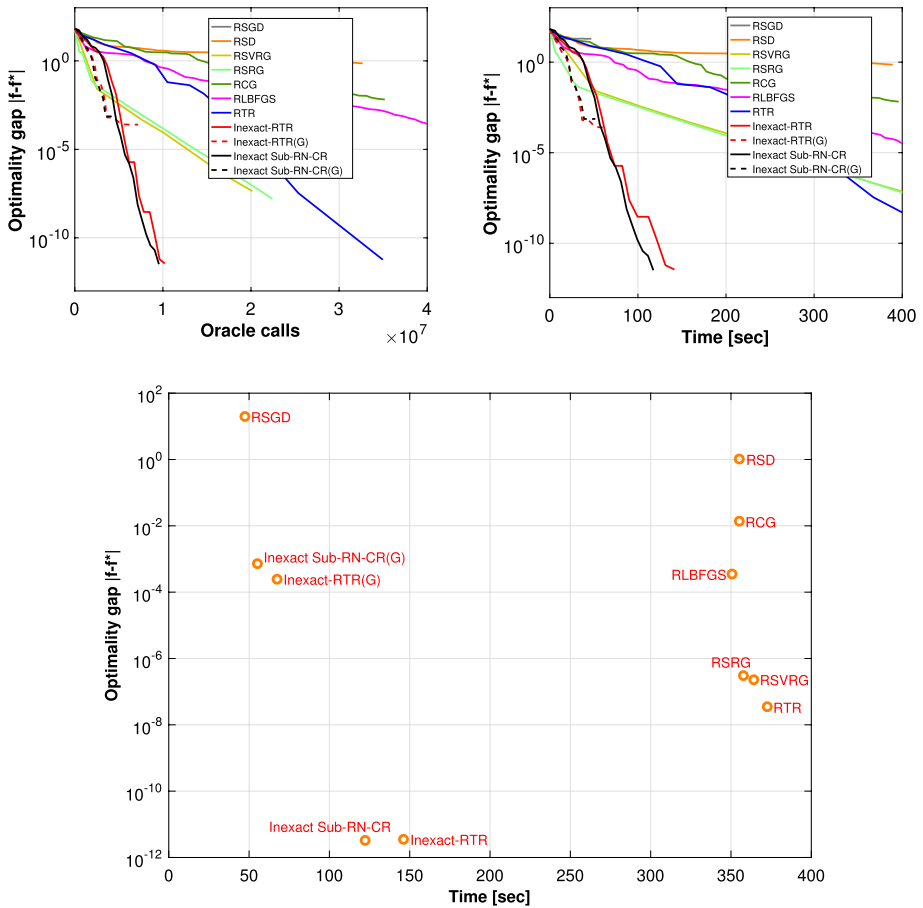 Optimality gap |f-f*|
10^0
10^-5
10^-10
RSGD
RSD
RSVRG
RSRG
RCG
RLBFGS
RTR
Inexact-RTR
Inexact-RTR(G)
Inexact Sub-RN-CR
Inexact Sub-RN-CR(G)
0 1 2 3 4
Oracle calls
×10^7
Optimality gap |f-f*|
10^0
10^-5
10^-10
RSGD
RSD
RSVRG
RSRG
RCG
RLBFGS
RTR
Inexact-RTR
Inexact-RTR(G)
Inexact Sub-RN-CR
Inexact Sub-RN-CR(G)
0 100 200 300 400
Time [sec]
Optimality gap |f-f*|
10^2
10^0
10^-2
10^-4
10^-6
10^-8
10^-10
10^-12
RSGD
RSD
RCG
Inexact Sub-RN-CR(G)
Inexact-RTR(G)
RLBFGS
RSRG
RSVRG
RTR
Inexact Sub-RN-CR
Inexact-RTR
0 50 100 150 200 250 300 350 400
Time [sec]